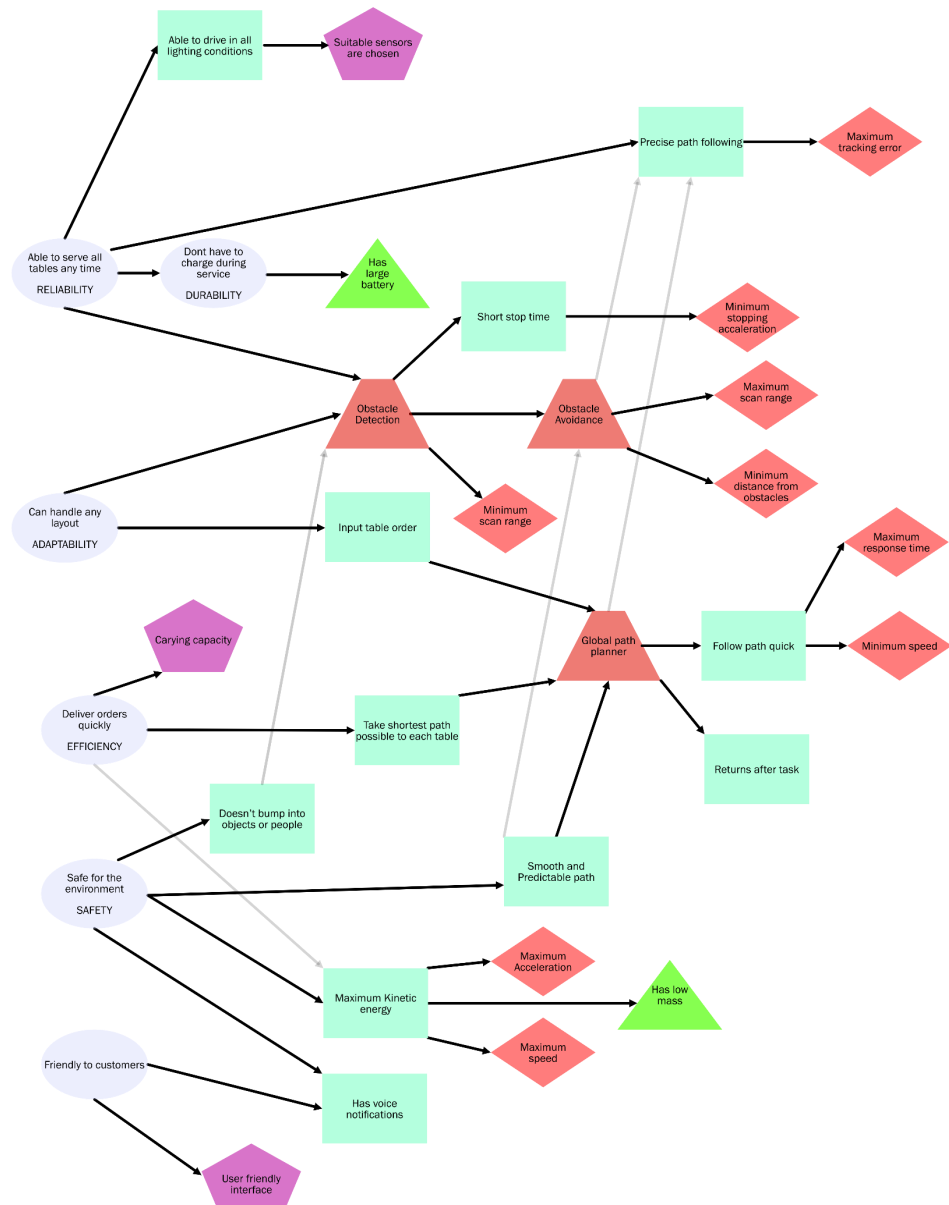 Able to drive in all
lighting conditions
Suitable sensors
are chosen
Precise path following
Maximum
tracking error
Able to serve all
tables any time
RELIABILITY
Dont have to
charge during
service
DURABILITY
Has
large
battery
Short stop time
Minimum
stopping
accleration
Obstacle
Detection
Obstacle
Avoidance
Maximum
scan range
Minimum
distance from
obstacles
Minimum
scan range
Can handle any
layout
ADAPTABILITY
Input table order
Maximum
response time
Carying capacity
Global path
planner
Follow path quick
Minimum speed
Deliver orders
quickly
EFFICIENCY
Take shortest path
possible to each table
Returns after task
Doesn't bump into
objects or people
Smooth and
Predictable path
Safe for the
environment
SAFETY
Maximum
Acceleration
Maximum Kinetic
energy
Has low
mass
Maximum
speed
Friendly to customers
Has voice
notifications
User friendly
interface